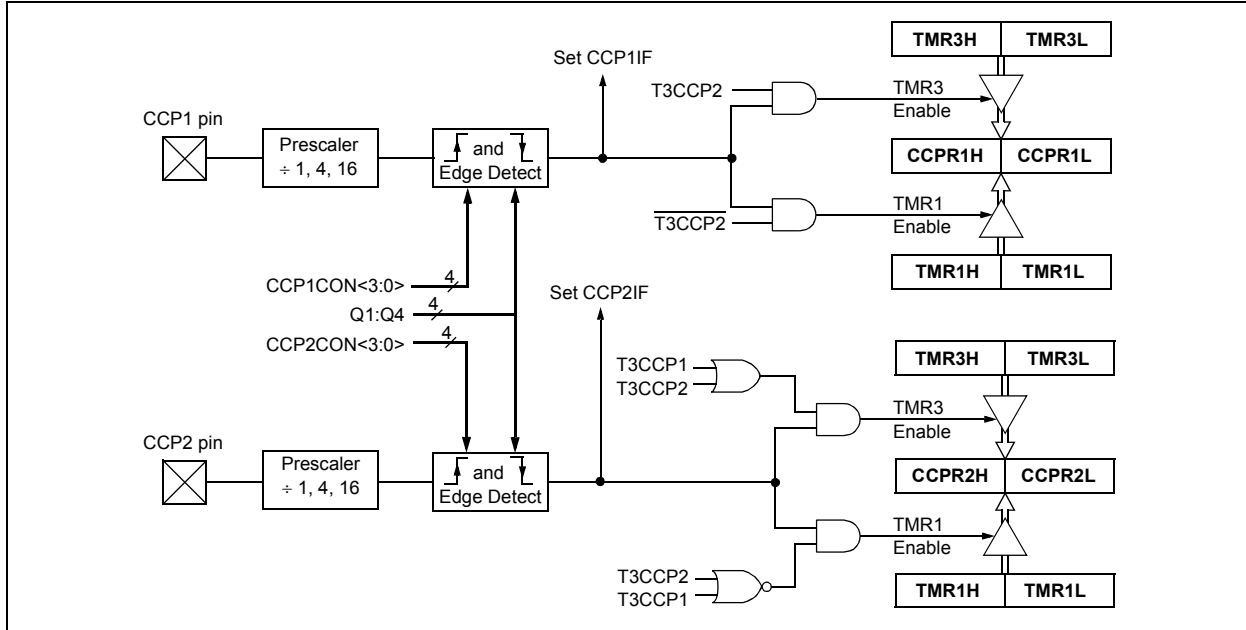 TMR3H TMR3L
Set CCP1IF
T3CCP2
TMR3
Enable
CCP1 pin
Prescaler
÷ 1, 4, 16
and
Edge Detect
CCPR1H CCPR1L
TMR1
Enable
T3CCP2
TMR1H TMR1L
CCP1CON<3:0> 4
Q1:Q4 4
CCP2CON<3:0> 4
Set CCP2IF
TMR3H TMR3L
T3CCP1
T3CCP2
TMR3
Enable
CCP2 pin
Prescaler
÷ 1, 4, 16
and
Edge Detect
CCPR2H CCPR2L
TMR1
Enable
T3CCP2
T3CCP1
TMR1H TMR1L